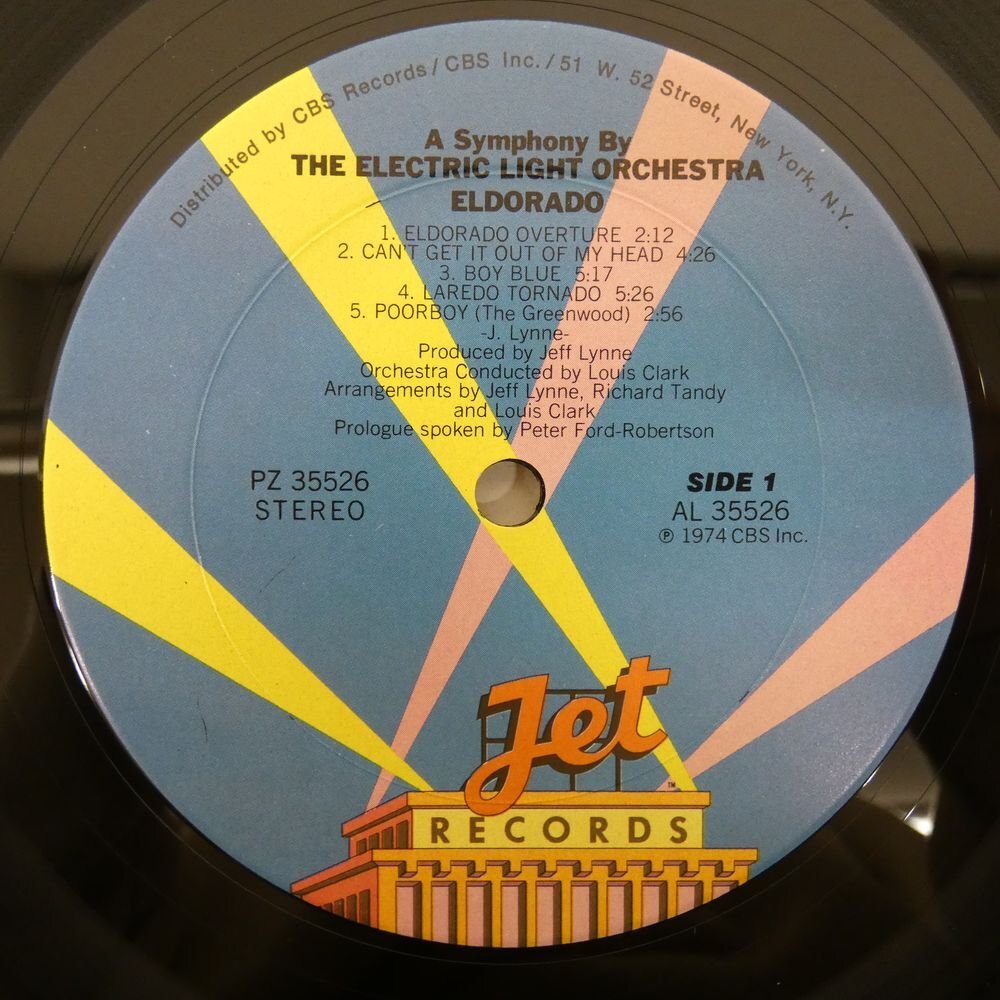 Distributed by CBS Records/CBS Inc./51 W. 52 Street, New York, N.Y.
A Symphony By
THE ELECTRIC LIGHT ORCHESTRA
ELDORADO
1. ELDORADO OVERTURE 2:12
2. CAN'T GET IT OUT OF MY HEAD 4:26
3. BOY BLUE 5:17
4. LAREDO TORNADO 5:26
5. POORBOY (The Greenwood) 2:56
-J. Lynne-
Produced by Jeff Lynne
Orchestra Conducted by Louis Clark
Arrangements by Jeff Lynne, Richard Tandy
and Louis Clark
Prologue spoken by Peter Ford-Robertson
PZ 35526
STEREO
SIDE 1
AL 35526
℗ 1974 CBS Inc.
Jet
TM
RECORDS